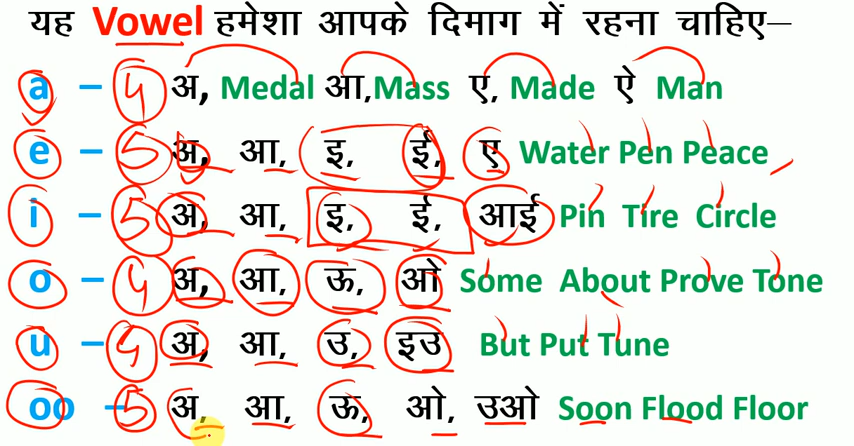 यह Vowel हमेशा आपके दिमाग में रहना चाहिए–
a – 4 अ, Medal आ,Mass ए, Made ऐ Man
e – 5 अ, आ, इ, ई, ए Water Pen Peace
i – 5 अ, आ, इ, ई, आई Pin Tire Circle
o – 4 अ, आ, ऊ, ओ Some About Prove Tone
u – 4 अ, आ, उ, इउ But Put Tune
oo – 5 अ, आ, ऊ, ओ, उओ Soon Flood Floor